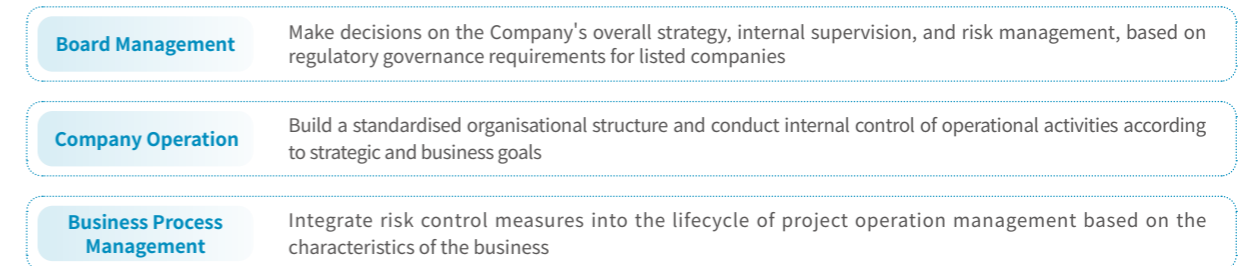 Board Management
Make decisions on the Company's overall strategy, internal supervision, and risk management, based on
regulatory governance requirements for listed companies
Company Operation
Build a standardised organisational structure and conduct internal control of operational activities according
to strategic and business goals
Business Process
Management
Integrate risk control measures into the lifecycle of project operation management based on the
characteristics of the business